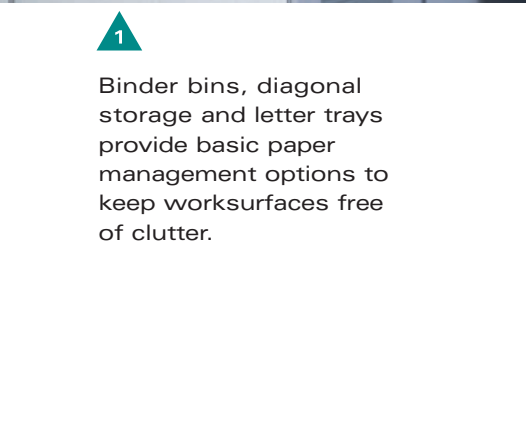 1
Binder bins, diagonal
storage and letter trays
provide basic paper
management options to
keep worksurfaces free
of clutter.